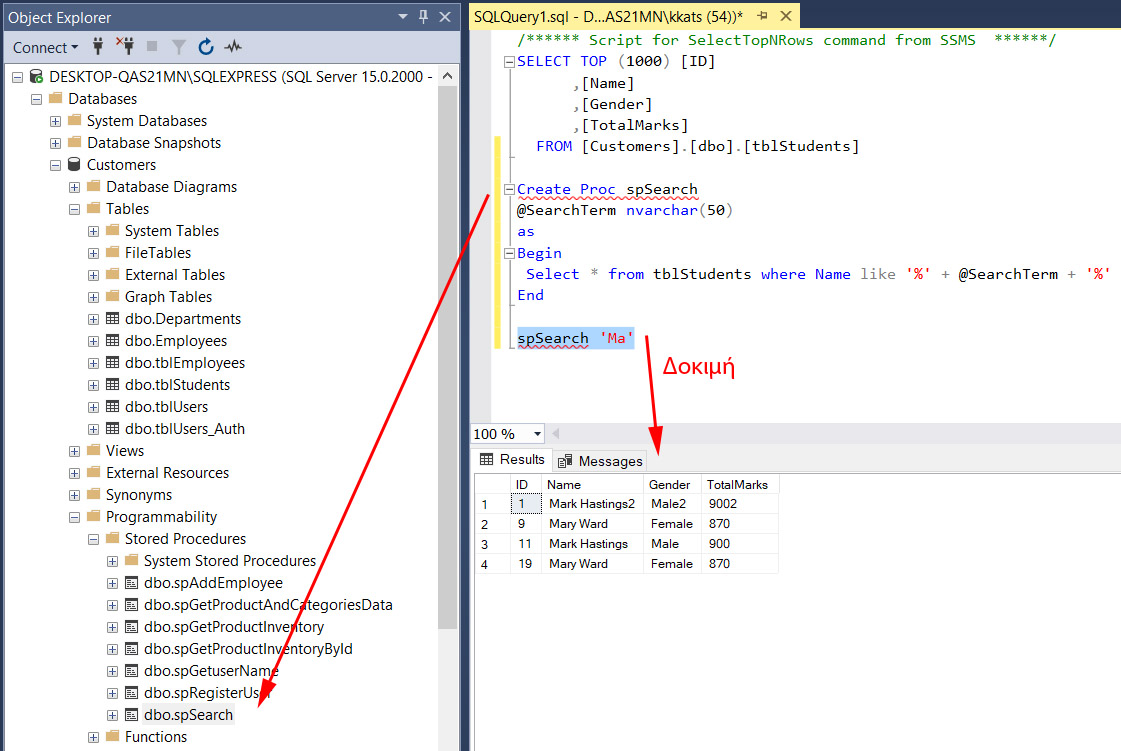 Object Explorer
Connect
DESKTOP-QAS21MN\SQLEXPRESS (SQL Server 15.0.2000 -
Databases
System Databases
Database Snapshots
Customers
Database Diagrams
Tables
System Tables
FileTables
External Tables
Graph Tables
dbo.Departments
dbo.Employees
dbo.tblEmployees
dbo.tblStudents
dbo.tblUsers
dbo.tblUsers_Auth
Views
External Resources
Synonyms
Programmability
Stored Procedures
System Stored Procedures
dbo.spAddEmployee
dbo.spGetProductAndCategoriesData
dbo.spGetProductInventory
dbo.spGetProductInventoryById
dbo.spGetuserName
dbo.spRegisterUser
dbo.spSearch
Functions
SQLQuery1.sql - D...AS21MN\kkats (54))*
/****** Script for SelectTopNRows command from SSMS ******/
SELECT TOP (1000) [ID]
,[Name]
,[Gender]
,[TotalMarks]
FROM [Customers].[dbo].[tblStudents]
Create Proc spSearch
@SearchTerm nvarchar(50)
as
Begin
Select * from tblStudents where Name like '%' + @SearchTerm + '%'
End
spSearch 'Ma'
Δοκιμή
100 %
Results Messages
ID Name Gender TotalMarks
1 1 Mark Hastings2 Male2 9002
2 9 Mary Ward Female 870
3 11 Mark Hastings Male 900
4 19 Mary Ward Female 870